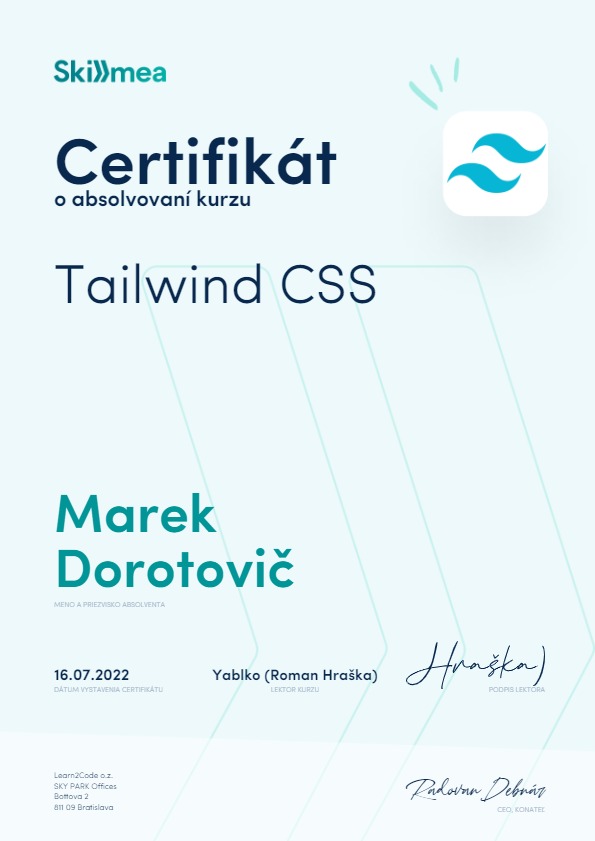 Skillmea
Certifikát
o absolvovaní kurzu
Tailwind CSS
Marek
Dorotovič
MENO A PRIEZVISKO ABSOLVENTA
16.07.2022
DÁTUM VYSTAVENIA CERTIFIKÁTU
Yablko (Roman Hraška)
LEKTOR KURZU
Hraška)
PODPIS LEKTORA
Learn2Code o.z.
SKY PARK Offices
Bottova 2
811 09 Bratislava
Radovan Debnár
CEO, KONATEĽ